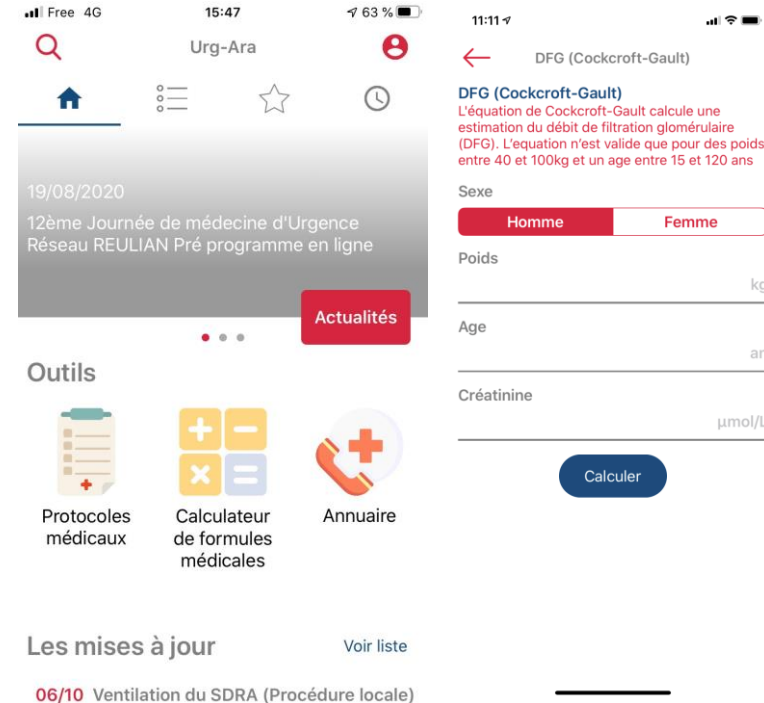 Free 4G 15:47 63 %
Urg-Ara
19/08/2020
12ème Journée de médecine d'Urgence
Réseau REULIAN Pré programme en ligne
Actualités
Outils
Protocoles
médicaux
Calculateur
de formules
médicales
Annuaire
Les mises à jour
Voir liste
06/10 Ventilation du SDRA (Procédure locale)
11:11
DFG (Cockcroft-Gault)
DFG (Cockcroft-Gault)
L'équation de Cockcroft-Gault calcule une
estimation du débit de filtration glomérulaire
(DFG). L'equation n'est valide que pour des poids
entre 40 et 100kg et un age entre 15 et 120 ans
Sexe
Homme Femme
Poids
kg
Age
an
Créatinine
µmol/L
Calculer